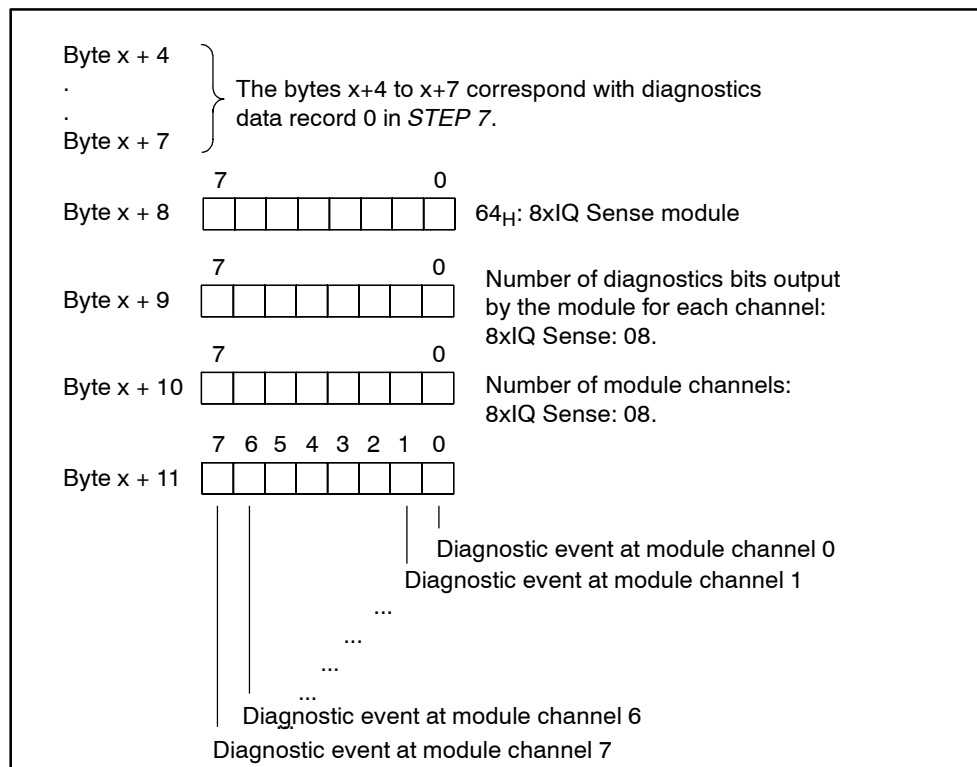 Byte x + 4
.
.
Byte x + 7
The bytes x+4 to x+7 correspond with diagnostics
data record 0 in STEP 7.
7 0
Byte x + 8 64H: 8xIQ Sense module
7 0
Byte x + 9
Number of diagnostics bits output
by the module for each channel:
8xIQ Sense: 08.
7 0
Byte x + 10
Number of module channels:
8xIQ Sense: 08.
7 6 5 4 3 2 1 0
Byte x + 11
Diagnostic event at module channel 0
Diagnostic event at module channel 1
...
...
...
...
...
Diagnostic event at module channel 6
Diagnostic event at module channel 7